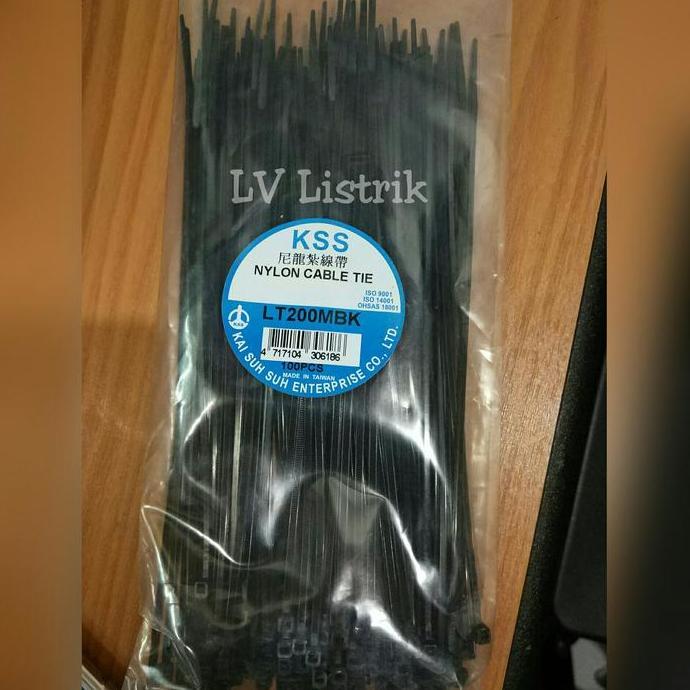 LV Listrik
KSS
尼龍紮線帶
NYLON CABLE TIE
ISO 9001
ISO 14001
OHSAS 18001
LT200MBK
KSS
4 717104 306186
100PCS
MADE IN TAIWAN
KAI SUH SUH ENTERPRISE CO., LTD.